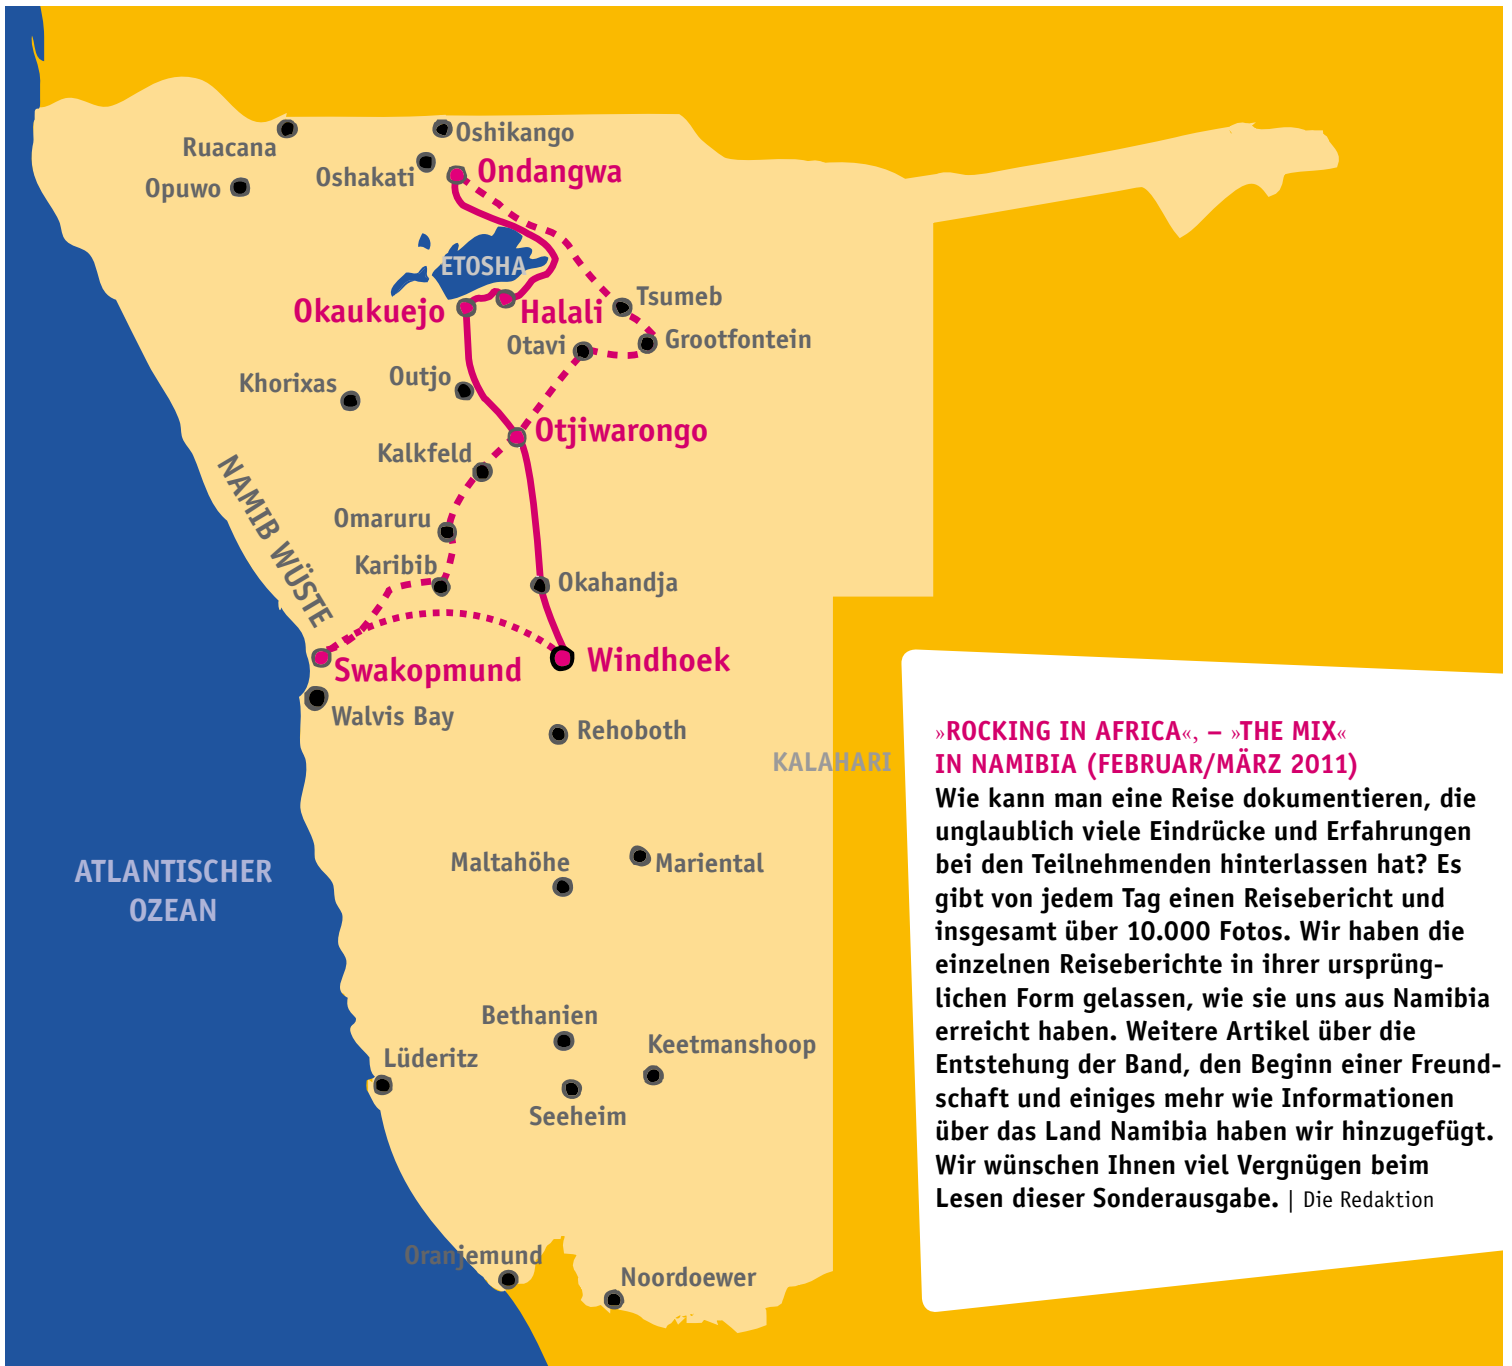 Ruacana
Oshikango
Opuwo
Oshakati
Ondangwa
ETOSHA
Okaukuejo
Halali
Tsumeb
Otavi
Grootfontein
Khorixas
Outjo
Otjiwarongo
Kalkfeld
NAMIB WÜSTE
Omaruru
Karibib
Okahandja
Swakopmund
Windhoek
Walvis Bay
Rehoboth
KALAHARI
Maltahöhe
Mariental
ATLANTISCHER
OZEAN
Bethanien
Lüderitz
Keetmanshoop
Seeheim
Oranjemund
Noordoewer
»ROCKING IN AFRICA«, – »THE MIX«
IN NAMIBIA (FEBRUAR/MÄRZ 2011)
Wie kann man eine Reise dokumentieren, die
unglaublich viele Eindrücke und Erfahrungen
bei den Teilnehmenden hinterlassen hat? Es
gibt von jedem Tag einen Reisebericht und
insgesamt über 10.000 Fotos. Wir haben die
einzelnen Reiseberichte in ihrer ursprüng-
lichen Form gelassen, wie sie uns aus Namibia
erreicht haben. Weitere Artikel über die
Entstehung der Band, den Beginn einer Freund-
schaft und einiges mehr wie Informationen
über das Land Namibia haben wir hinzugefügt.
Wir wünschen Ihnen viel Vergnügen beim
Lesen dieser Sonderausgabe. | Die Redaktion